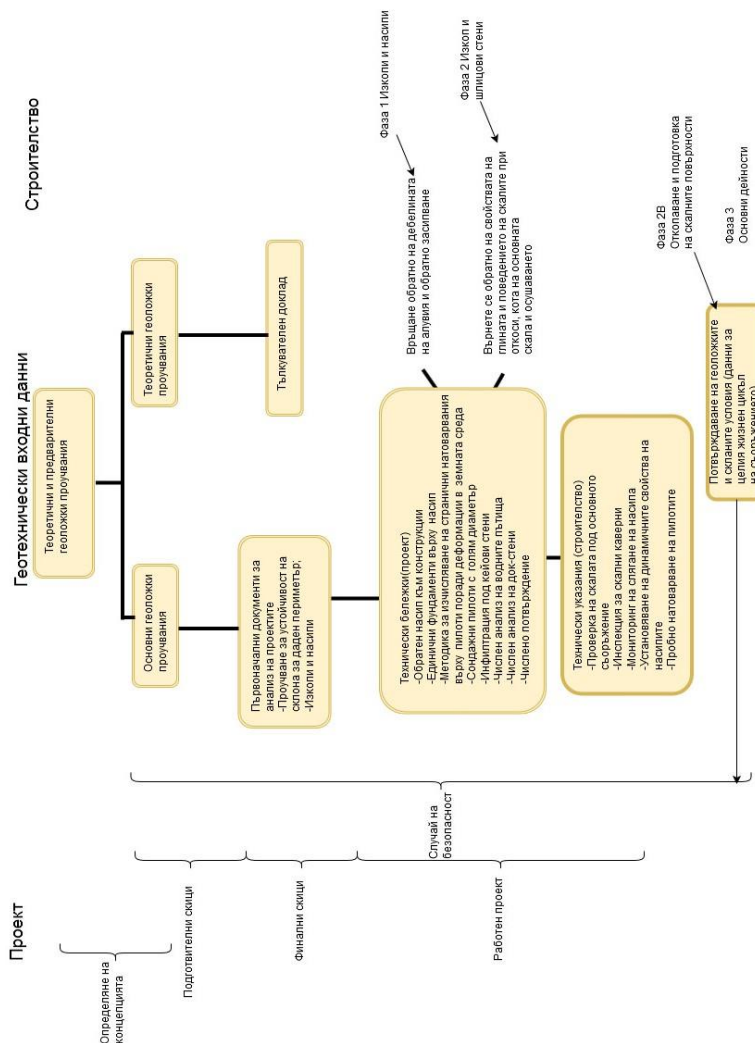 Проект
Геотехнически входни данни
Строителство
Определяне на
концепцията
Подготвителни скици
Финални скици
Работен проект
Случай на
безопасност
Теоретични и предварителни
геоложки проучвания
Основни геоложки
проучвания
Теоретични геоложки
проучвания
Първоначални документи за
анализ на проектите
-Проучване за устойчивост на
склона за даден периметър;
-Изкопи и насипи
Тълкувателен доклад
Технически бележки(проект)
-Обратен насип към конструкции
-Единични фундаменти върху насип
-Методика за изчисляване на странични натоварвания
върху пилоти поради деформации в земната среда
-Сондажни пилоти с голям диаметър
-Инфилтрация под кейови стени
-Числен анализ на водните пътища
-Числен анализ на док-стени
-Числено потвърждение
Връщане обратно на дебелината
на алувия и обратно засипване
Фаза 1 Изкопи и насипи
Върнете се обратно на свойствата на
глината и поведението на скалите при
откоси, кота на основната
скала и осушаването
Фаза 2 Изкоп и
шлицови стени
Технически указания (строителство)
-Проверка на скалата под основното
съоръжение
-Инспекция за скални каверни
-Мониторинг на слягане на насипа
-Установяване на динамичните свойства на
насипите
-Пробно натоварване на пилотите
Потвърждаване на геоложките
и скланите условия (данни за
целия жизнен цикъл
на съоръжението)
Фаза 2В
Откопаване и подготовка
на скалните повърхности
Фаза 3
Основни дейности